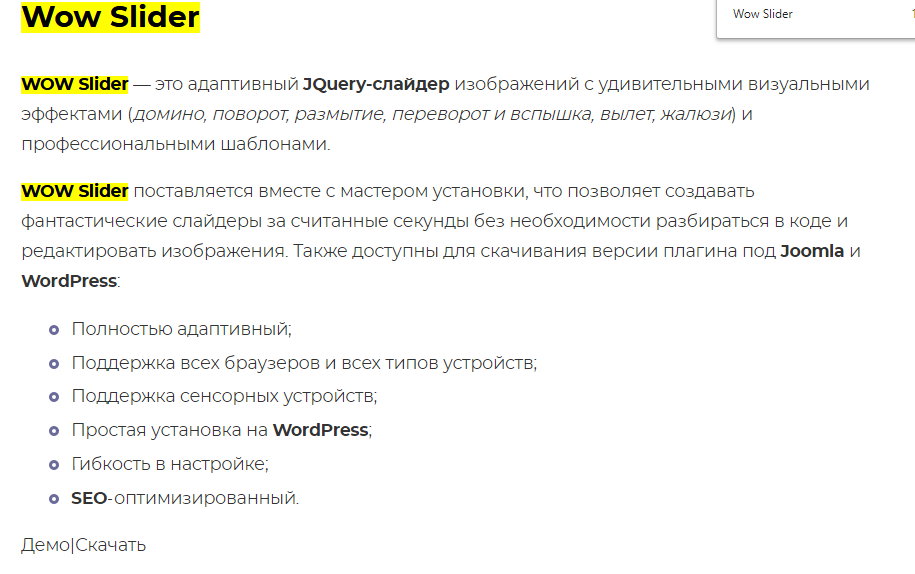 Wow Slider
Wow Slider
WOW Slider — это адаптивный JQuery-слайдер изображений с удивительными визуальными
эффектами (домино, поворот, размытие, переворот и вспышка, вылет, жалюзи) и
профессиональными шаблонами.
WOW Slider поставляется вместе с мастером установки, что позволяет создавать
фантастические слайдеры за считанные секунды без необходимости разбираться в коде и
редактировать изображения. Также доступны для скачивания версии плагина под Joomla и
WordPress:
Полностью адаптивный;
Поддержка всех браузеров и всех типов устройств;
Поддержка сенсорных устройств;
Простая установка на WordPress;
Гибкость в настройке;
SEO-оптимизированный.
Демо|Скачать